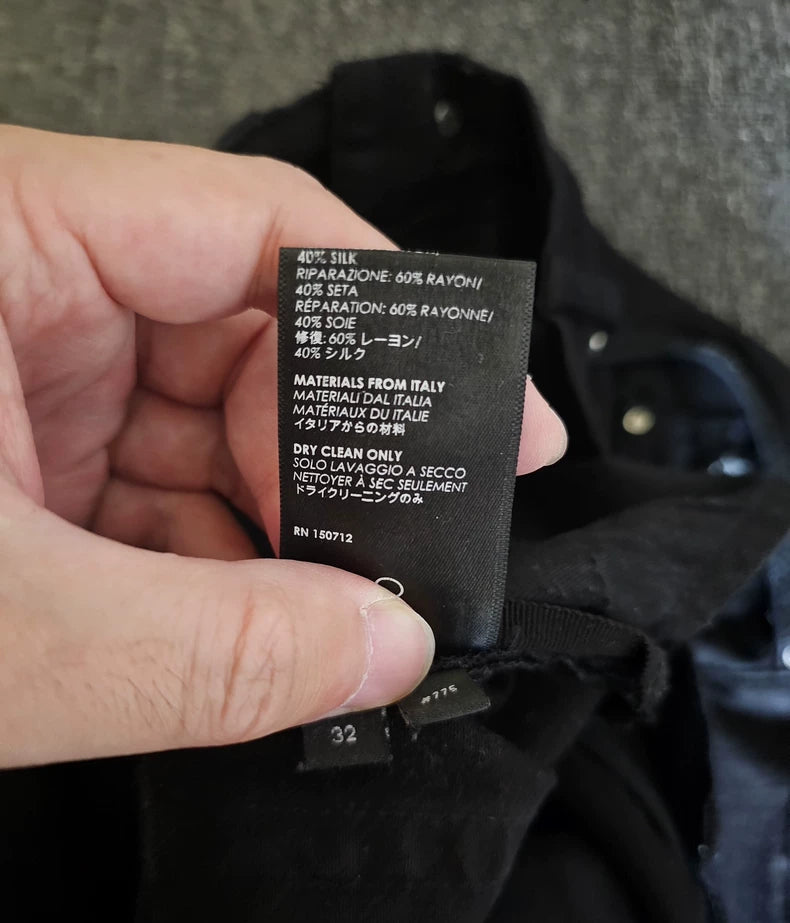 40% SILK
RIPARAZIONE: 60% RAYON/
40% SETA
RÉPARATION: 60% RAYONNE/
40% SOIE
修復: 60% レーヨン/
40% シルク
MATERIALS FROM ITALY
MATERIALI DAL ITALIA
MATÉRIAUX DU ITALIE
イタリアからの材料
DRY CLEAN ONLY
SOLO LAVAGGIO A SECCO
NETTOYER À SEC SEULEMENT
ドライクリーニングのみ
RN 150712
32